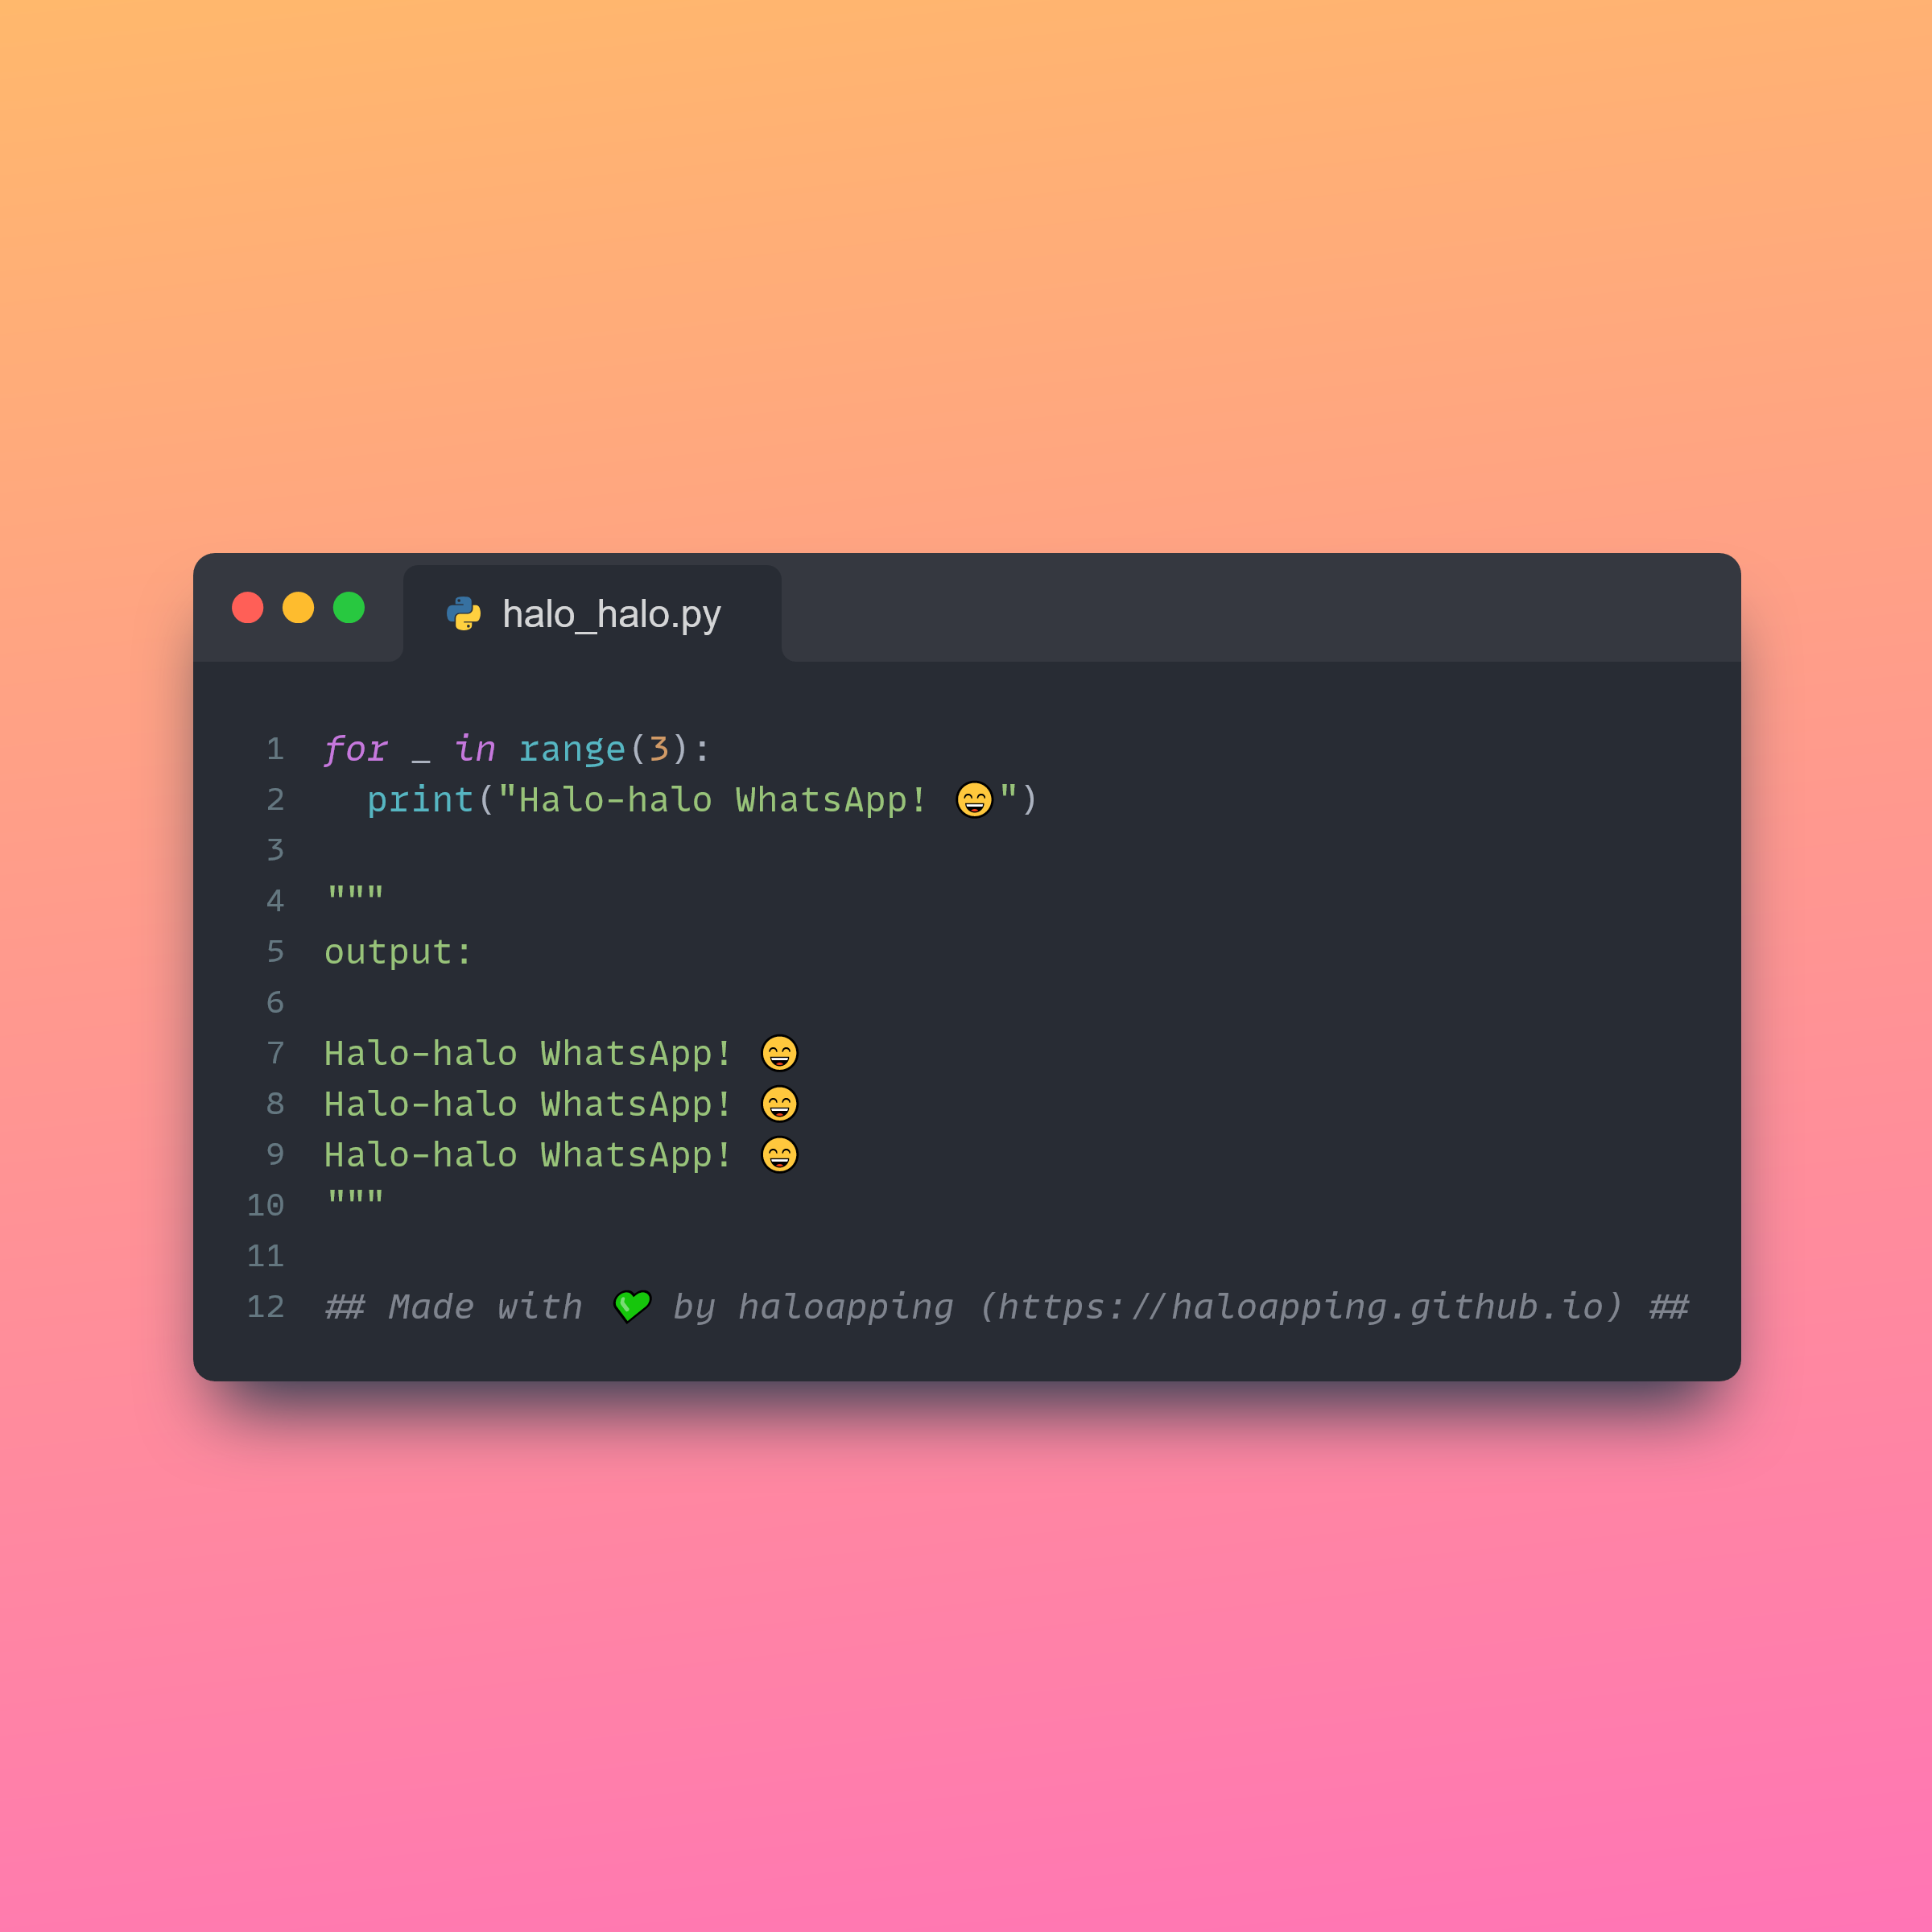 halo_halo.py
1 for _ in range(3):
2   print("Halo-halo WhatsApp! 😄")
3
4 """
5 output:
6
7 Halo-halo WhatsApp! 😄
8 Halo-halo WhatsApp! 😄
9 Halo-halo WhatsApp! 😄
10 """
11
12 ## Made with 💚 by haloapping (https://haloapping.github.io) ##